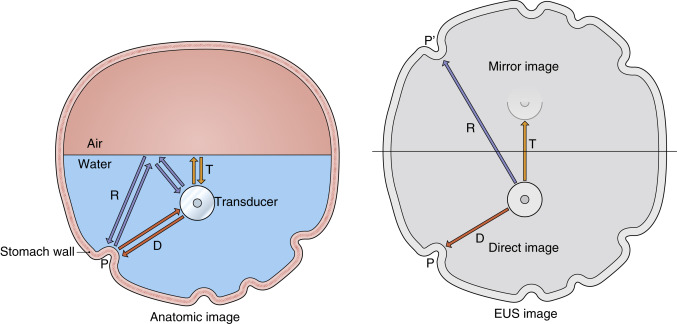 Air
Water
T
R
Transducer
D
Stomach wall
P
Anatomic image
P'
Mirror image
R
T
D
Direct image
P
EUS image